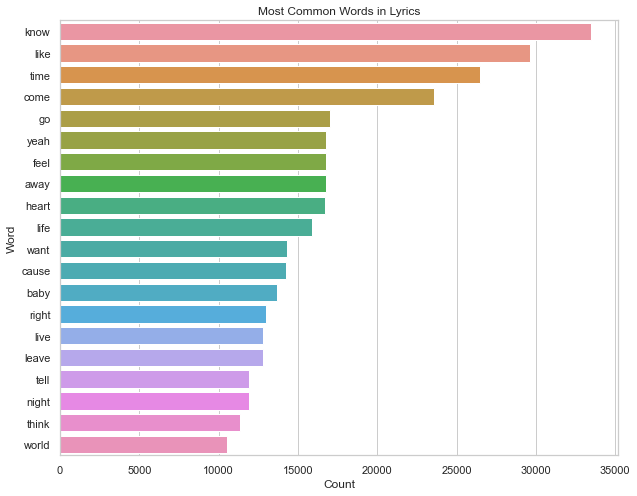 Most Common Words in Lyrics
know
like
time
come
go
yeah
feel
away
heart
life
want
cause
baby
right
live
leave
tell
night
think
world
Word
0 5000 10000 15000 20000 25000 30000 35000
Count